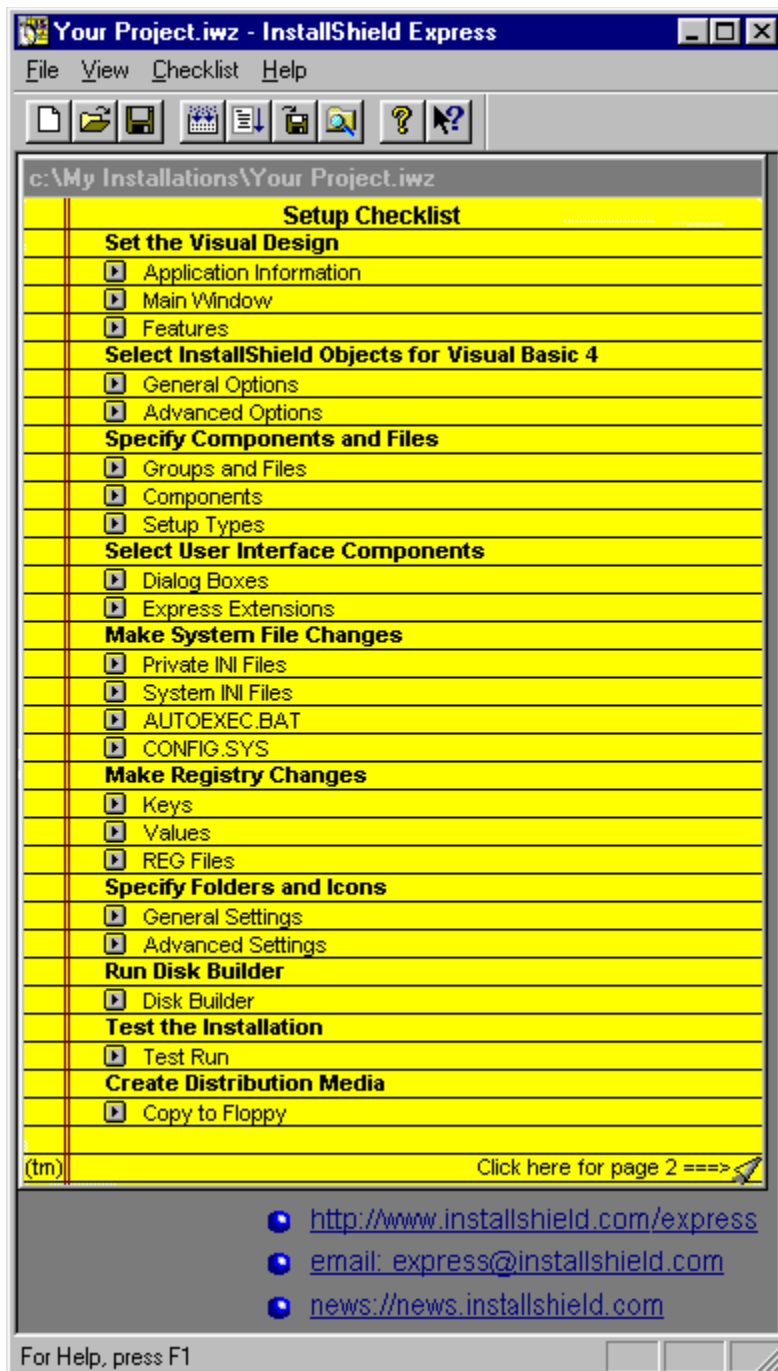 Your Project.iwz - InstallShield Express
File View Checklist Help
c:\My Installations\Your Project.iwz
Setup Checklist
Set the Visual Design
Application Information
Main Window
Features
Select InstallShield Objects for Visual Basic 4
General Options
Advanced Options
Specify Components and Files
Groups and Files
Components
Setup Types
Select User Interface Components
Dialog Boxes
Express Extensions
Make System File Changes
Private INI Files
System INI Files
AUTOEXEC.BAT
CONFIG.SYS
Make Registry Changes
Keys
Values
REG Files
Specify Folders and Icons
General Settings
Advanced Settings
Run Disk Builder
Disk Builder
Test the Installation
Test Run
Create Distribution Media
Copy to Floppy
(tm) Click here for page 2 ===>
http://www.installshield.com/express
email: express@installshield.com
news://news.installshield.com
For Help, press F1